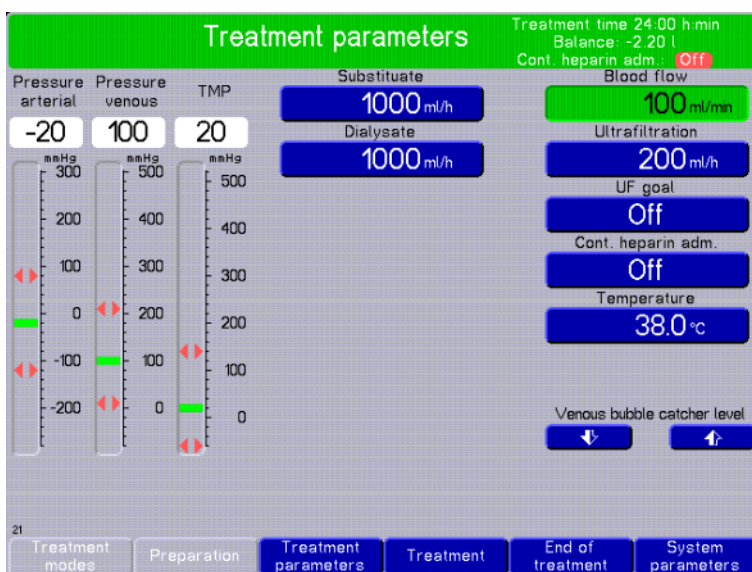 Treatment parameters
Treatment time 24:00 h:min
Balance: -2.20 l
Cont. heparin adm.: Off
Pressure arterial
Pressure venous
TMP
-20
100
20
mmHg
mmHg
mmHg
300
200
100
0
-100
-200
500
400
300
200
100
0
500
400
300
200
100
0
Substituate
1000 ml/h
Dialysate
1000 ml/h
Blood flow
100 ml/min
Ultrafiltration
200 ml/h
UF goal
Off
Cont. heparin adm.
Off
Temperature
38.0 °C
Venous bubble catcher level
21
Treatment modes
Preparation
Treatment parameters
Treatment
End of treatment
System parameters